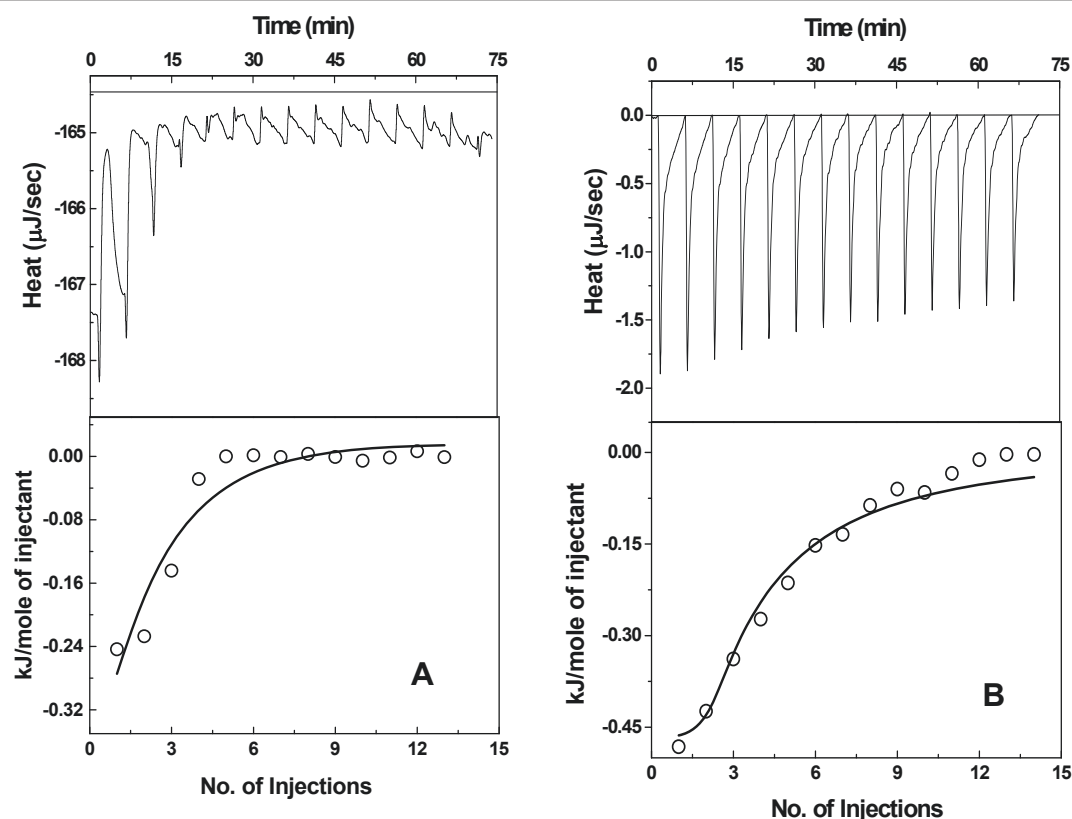 Time (min)
0 15 30 45 60 75
-165
-166
-167
-168
Heat (µJ/sec)
0.00
-0.08
-0.16
-0.24
-0.32
kJ/mole of injectant
A
0 3 6 9 12 15
No. of Injections
Time (min)
0 15 30 45 60 75
0.0
-0.5
-1.0
-1.5
-2.0
Heat (µJ/sec)
0.00
-0.15
-0.30
-0.45
kJ/mole of injectant
B
0 3 6 9 12 15
No. of Injections